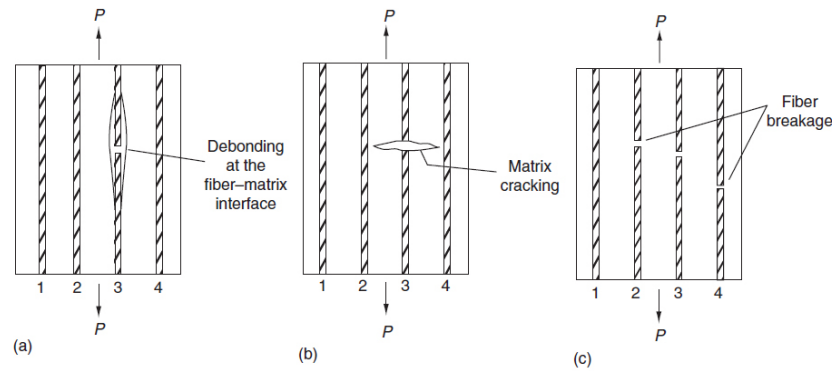 P
Debonding
at the
fiber–matrix
interface
1 2 3 4
P
(a)
P
Matrix
cracking
1 2 3 4
P
(b)
P
Fiber
breakage
1 2 3 4
P
(c)